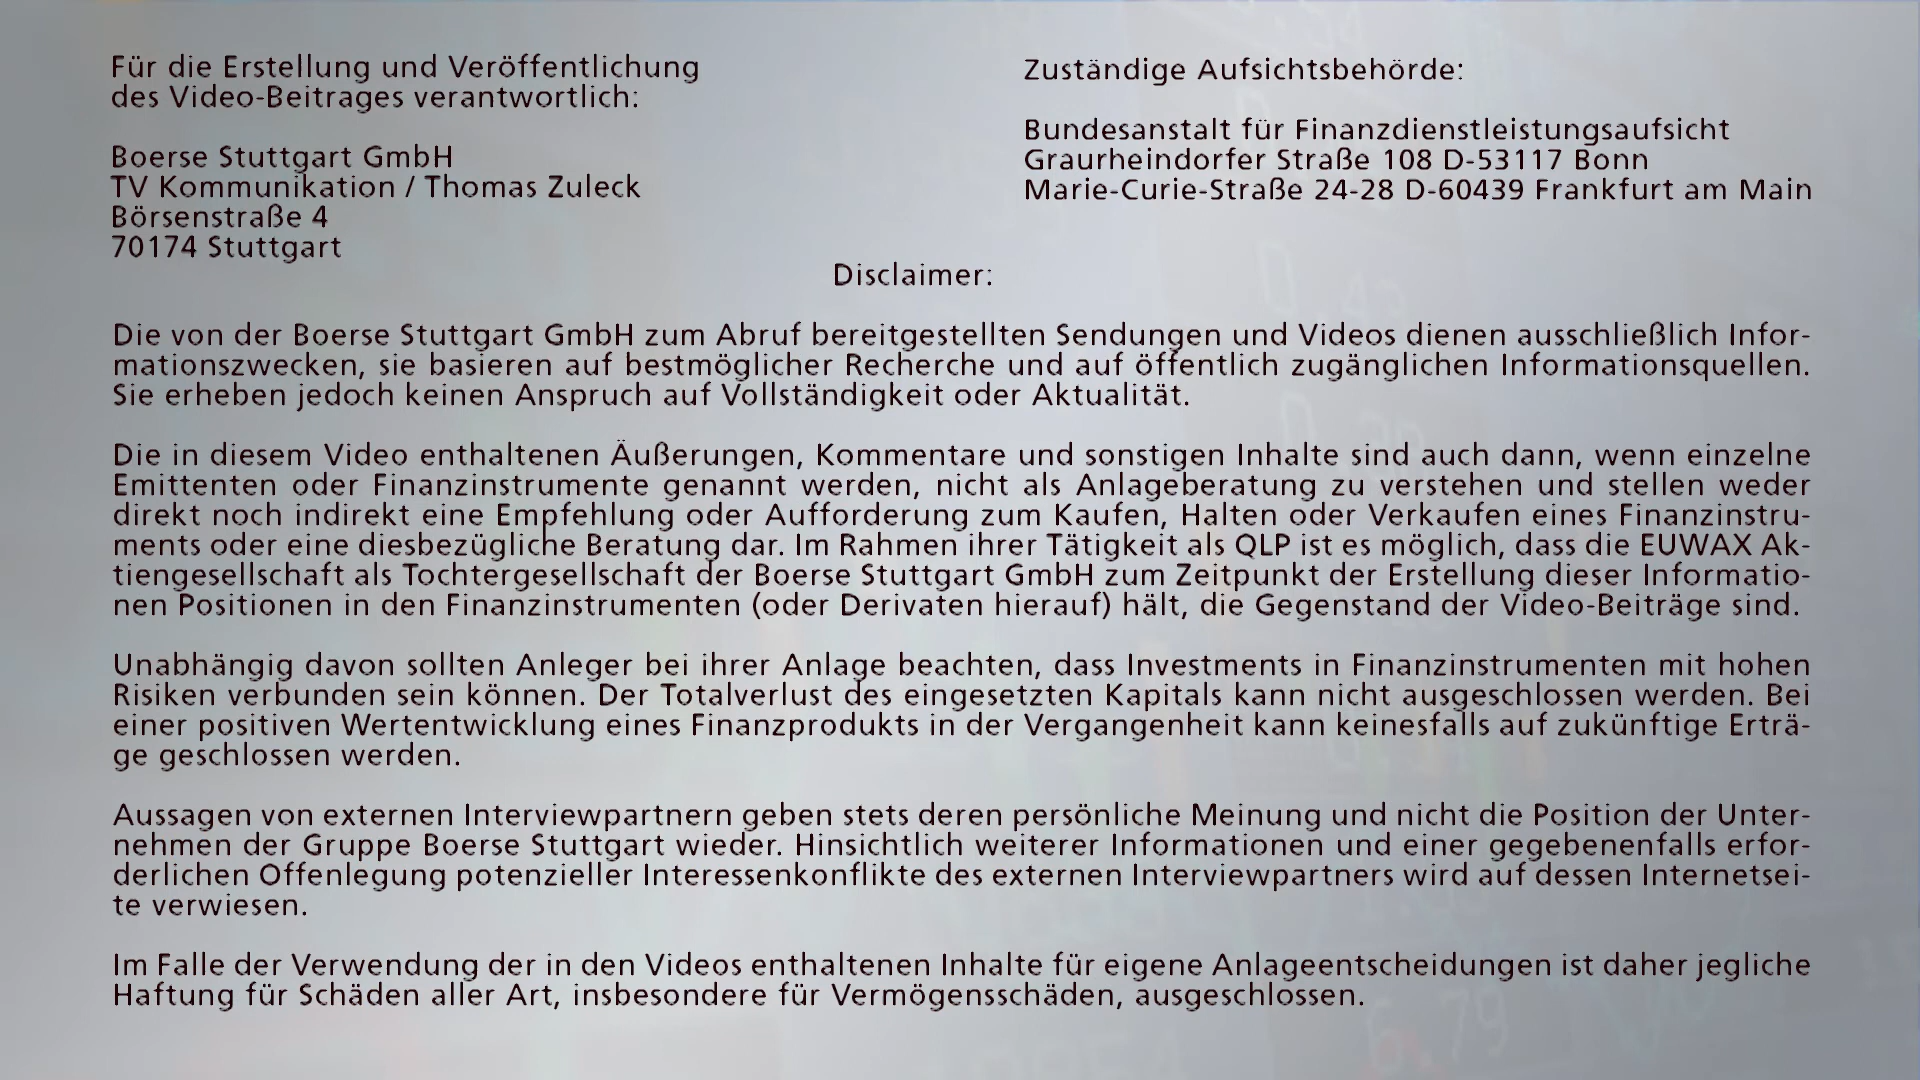 Für die Erstellung und Veröffentlichung
des Video-Beitrages verantwortlich:
Boerse Stuttgart GmbH
TV Kommunikation / Thomas Zuleck
Börsenstraße 4
70174 Stuttgart
Zuständige Aufsichtsbehörde:
Bundesanstalt für Finanzdienstleistungsaufsicht
Graurheindorfer Straße 108 D-53117 Bonn
Marie-Curie-Straße 24-28 D-60439 Frankfurt am Main
Disclaimer:
Die von der Boerse Stuttgart GmbH zum Abruf bereitgestellten Sendungen und Videos dienen ausschließlich Infor-
mationszwecken, sie basieren auf bestmöglicher Recherche und auf öffentlich zugänglichen Informationsquellen.
Sie erheben jedoch keinen Anspruch auf Vollständigkeit oder Aktualität.
Die in diesem Video enthaltenen Äußerungen, Kommentare und sonstigen Inhalte sind auch dann, wenn einzelne
Emittenten oder Finanzinstrumente genannt werden, nicht als Anlageberatung zu verstehen und stellen weder
direkt noch indirekt eine Empfehlung oder Aufforderung zum Kaufen, Halten oder Verkaufen eines Finanzinstru-
ments oder eine diesbezügliche Beratung dar. Im Rahmen ihrer Tätigkeit als QLP ist es möglich, dass die EUWAX Ak-
tiengesellschaft als Tochtergesellschaft der Boerse Stuttgart GmbH zum Zeitpunkt der Erstellung dieser Informatio-
nen Positionen in den Finanzinstrumenten (oder Derivaten hierauf) hält, die Gegenstand der Video-Beiträge sind.
Unabhängig davon sollten Anleger bei ihrer Anlage beachten, dass Investments in Finanzinstrumenten mit hohen
Risiken verbunden sein können. Der Totalverlust des eingesetzten Kapitals kann nicht ausgeschlossen werden. Bei
einer positiven Wertentwicklung eines Finanzprodukts in der Vergangenheit kann keinesfalls auf zukünftige Erträ-
ge geschlossen werden.
Aussagen von externen Interviewpartnern geben stets deren persönliche Meinung und nicht die Position der Unter-
nehmen der Gruppe Boerse Stuttgart wieder. Hinsichtlich weiterer Informationen und einer gegebenenfalls erfor-
derlichen Offenlegung potenzieller Interessenkonflikte des externen Interviewpartners wird auf dessen Internetsei-
te verwiesen.
Im Falle der Verwendung der in den Videos enthaltenen Inhalte für eigene Anlageentscheidungen ist daher jegliche
Haftung für Schäden aller Art, insbesondere für Vermögensschäden, ausgeschlossen.
6.79